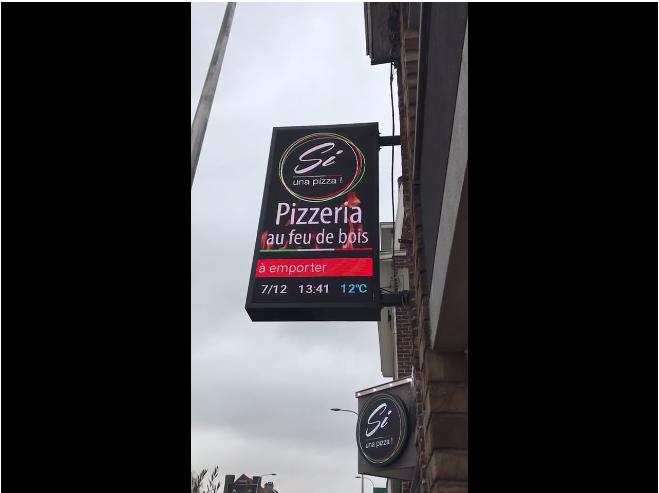 Si
una pizza !
Pizzeria
au feu de bois
à emporter
7/12 13:41 12°C
Si
una pizza !